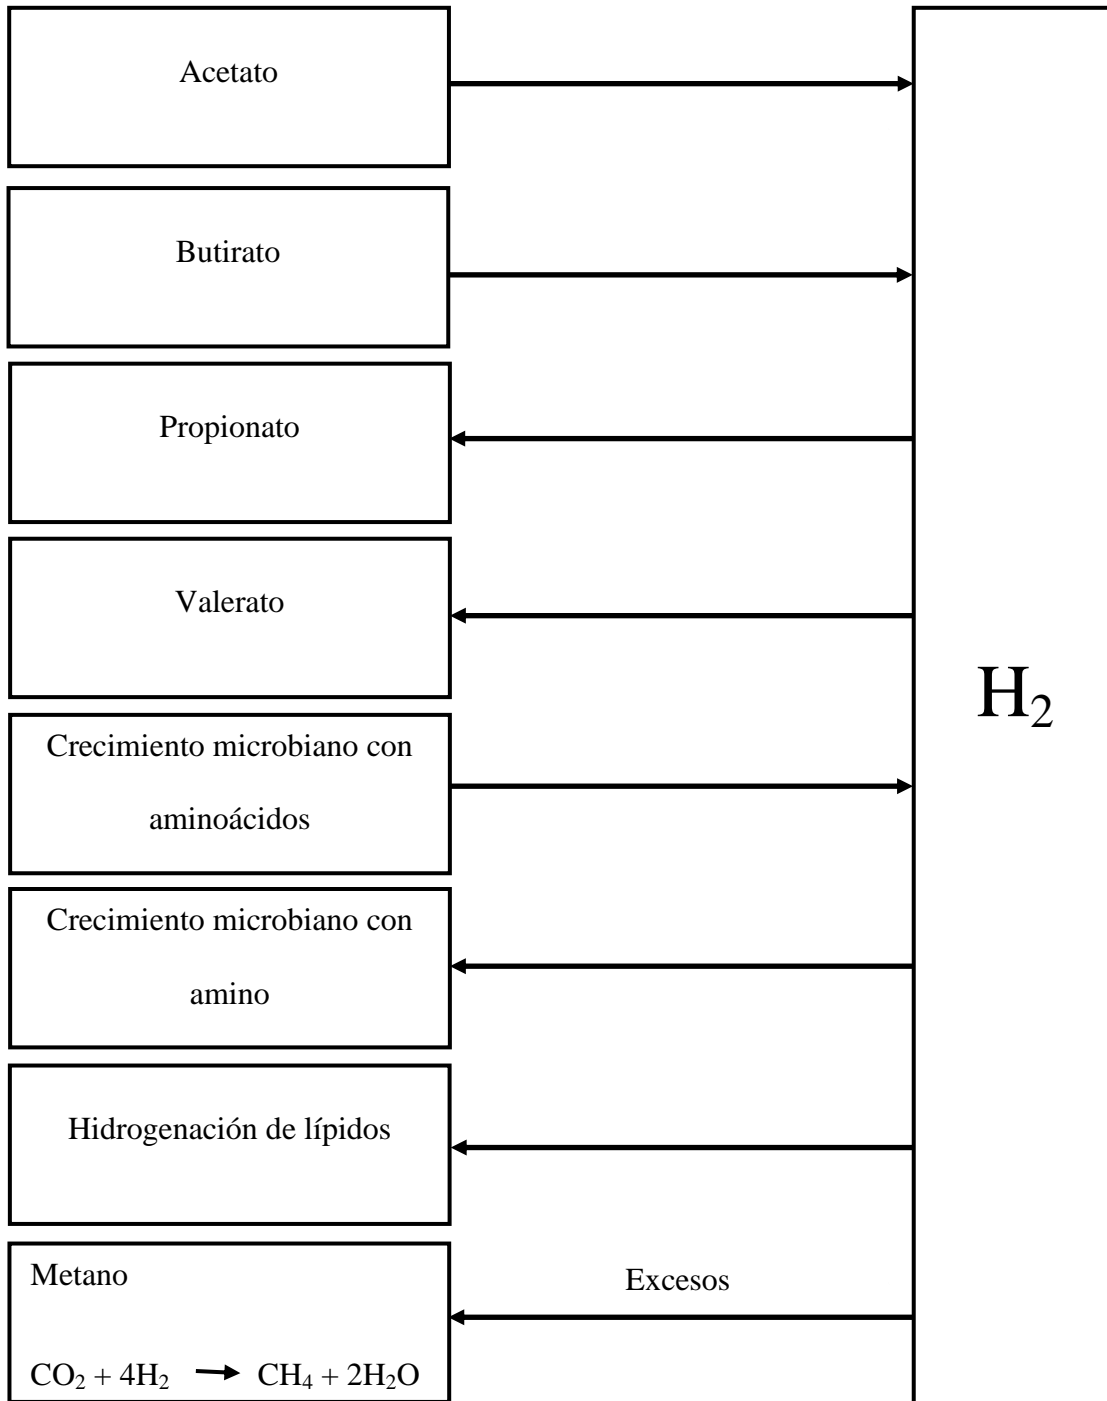 Acetato
Butirato
Propionato
Valerato
H₂
Crecimiento microbiano con
aminoácidos
Crecimiento microbiano con
amino
Hidrogenación de lípidos
Metano
Excesos
CO₂ + 4H₂ → CH₄ + 2H₂O